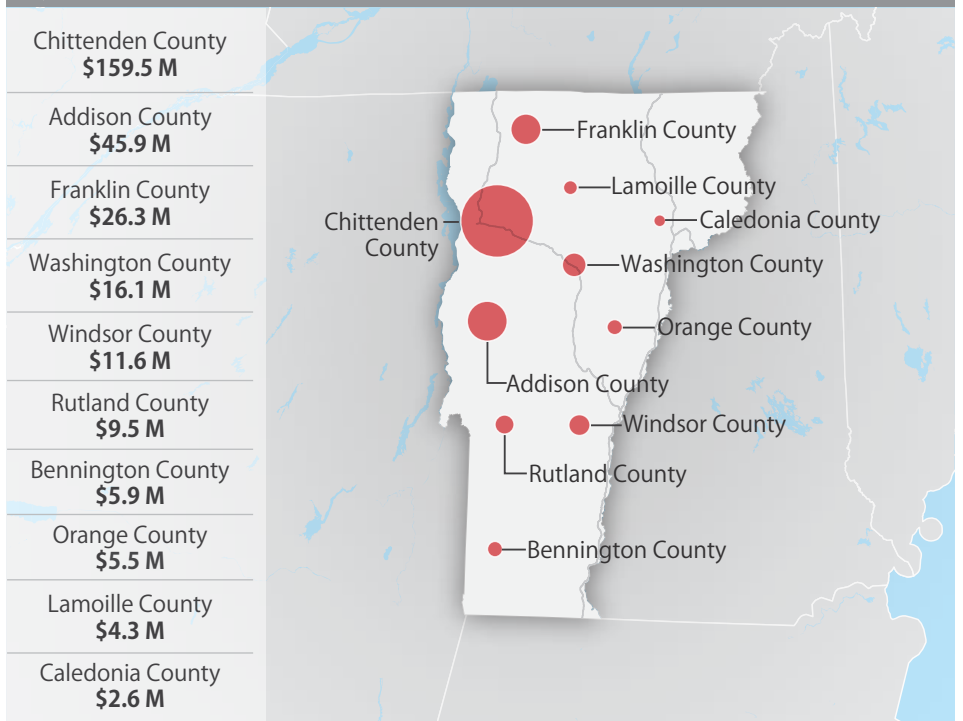 Chittenden County
$159.5 M
Addison County
$45.9 M
Franklin County
$26.3 M
Washington County
$16.1 M
Windsor County
$11.6 M
Rutland County
$9.5 M
Bennington County
$5.9 M
Orange County
$5.5 M
Lamoille County
$4.3 M
Caledonia County
$2.6 M
Franklin County
Lamoille County
Chittenden
County
Caledonia County
Washington County
Orange County
Addison County
Windsor County
Rutland County
Bennington County